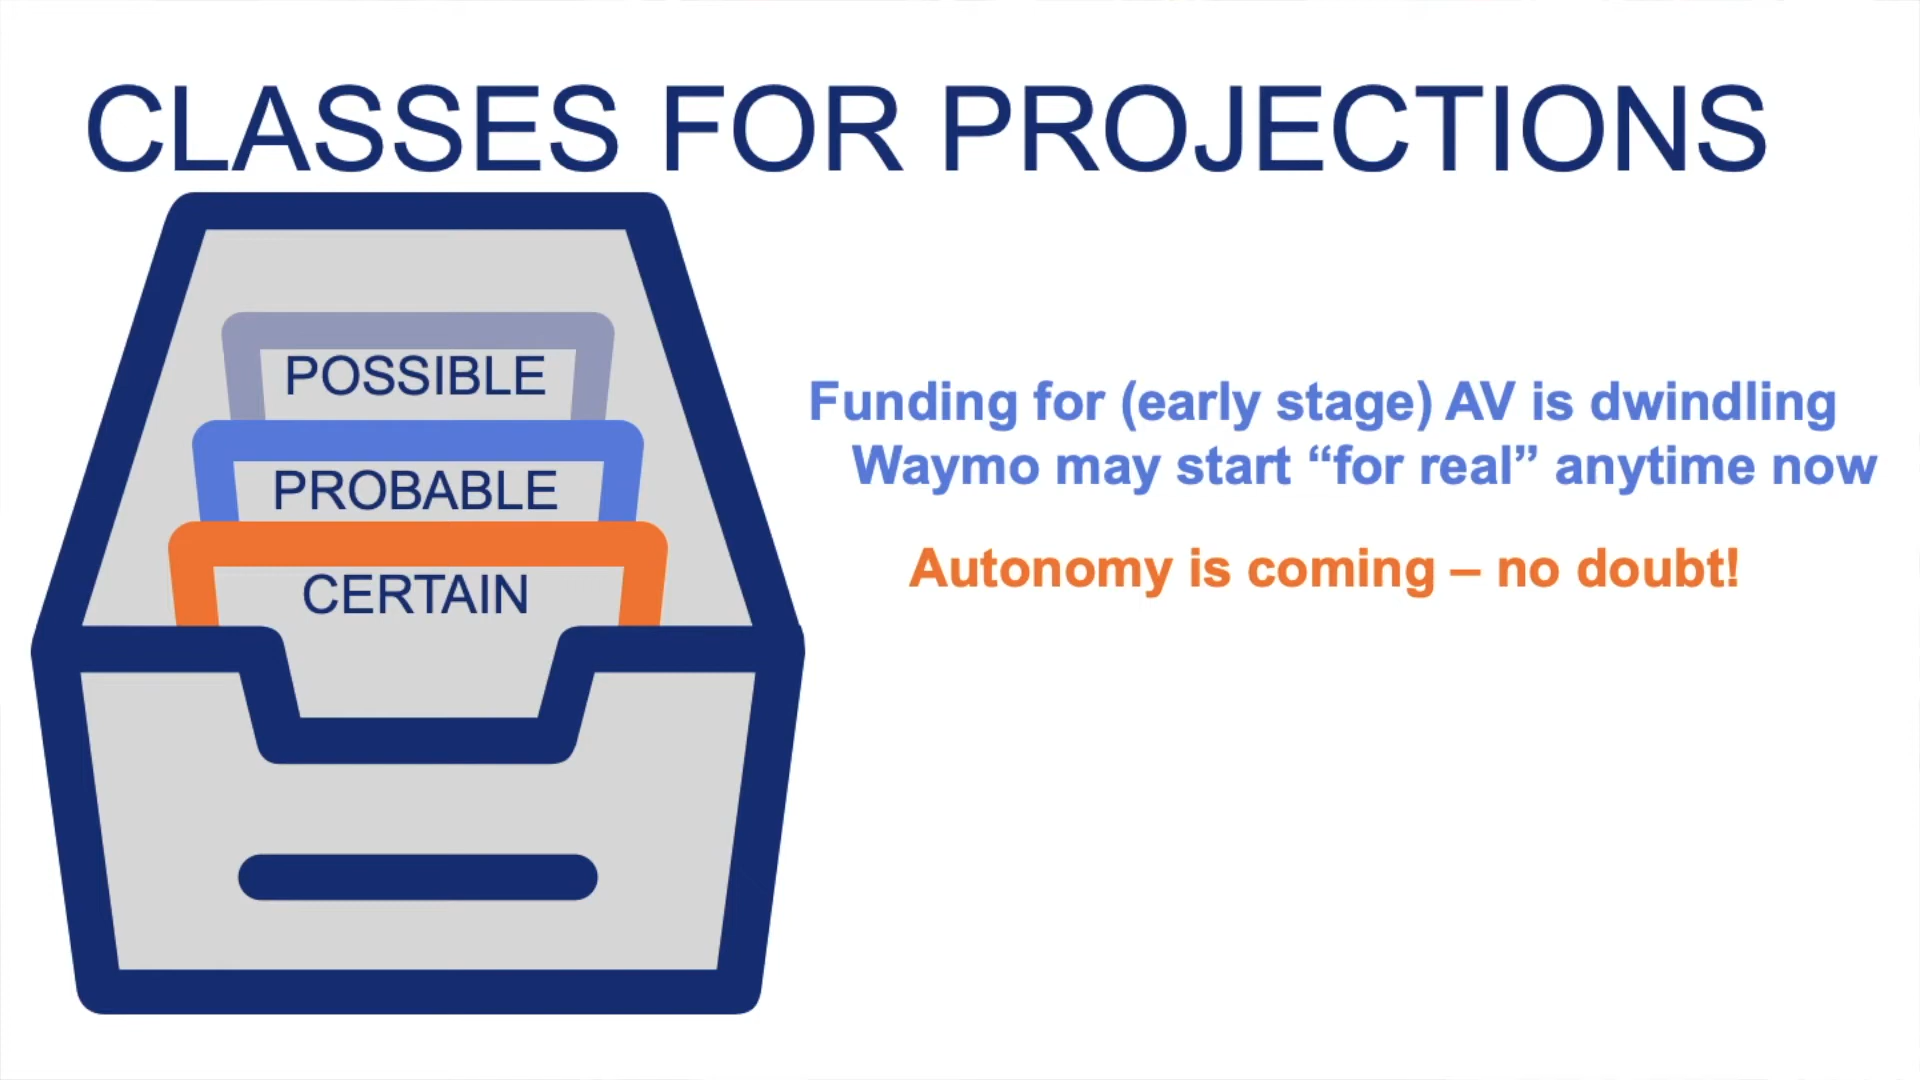 CLASSES FOR PROJECTIONS
POSSIBLE
PROBABLE
CERTAIN
Funding for (early stage) AV is dwindling
Waymo may start “for real” anytime now
Autonomy is coming – no doubt!